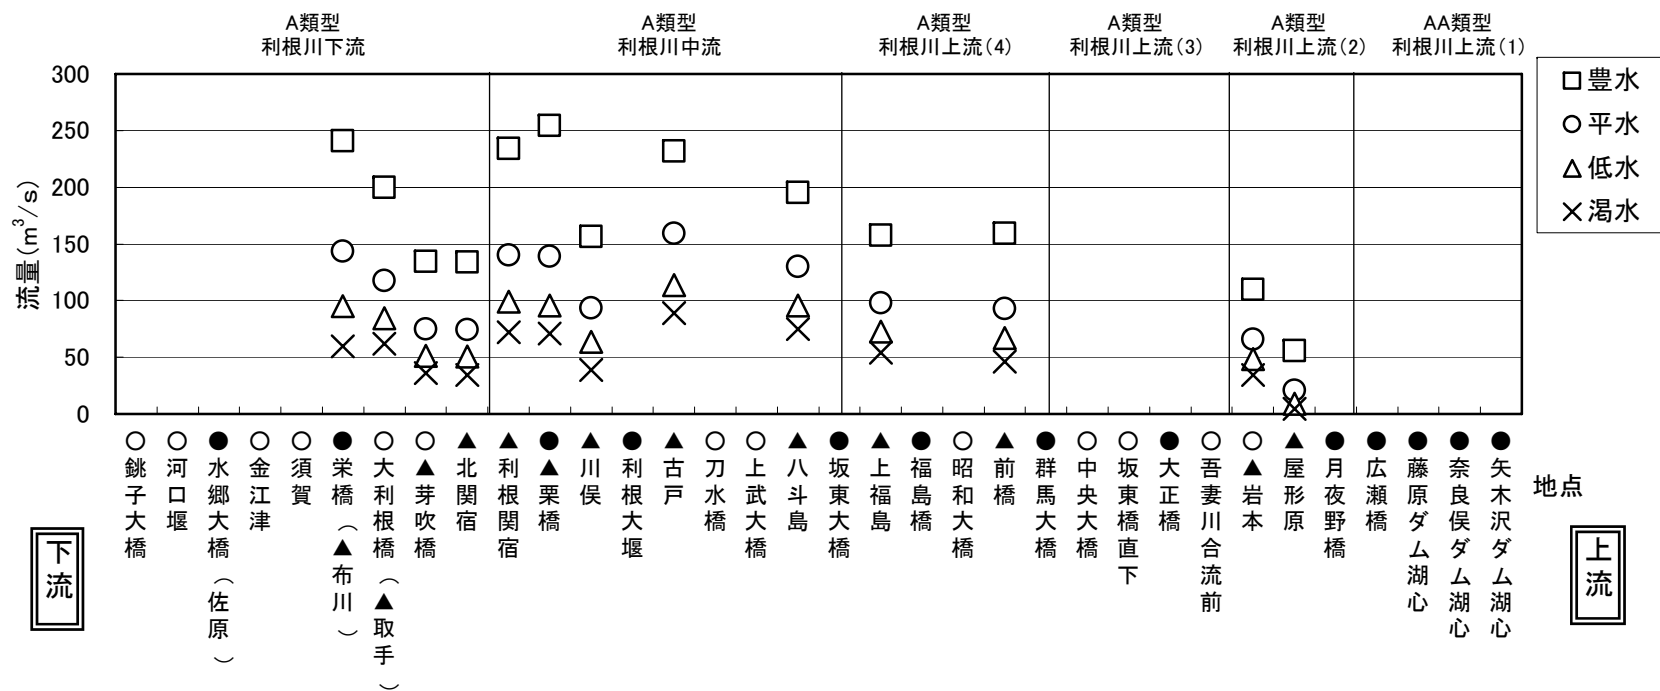 A類型
利根川下流
A類型
利根川中流
A類型
利根川上流(4)
A類型
利根川上流(3)
A類型
利根川上流(2)
AA類型
利根川上流(1)
300
250
200
150
100
50
0
流量(m³/s)
□豊水
○平水
△低水
×渇水
○銚子大橋
○河口堰
●水郷大橋(佐原)
○金江津
○須賀
●栄橋(▲布川)
○大利根橋(▲取手)
○▲芽吹橋
▲北関宿
▲利根関宿
●▲栗橋
▲川俣
●利根大堰
▲古戸
○刀水橋
○上武大橋
▲八斗島
●坂東大橋
▲上福島
●福島橋
○昭和大橋
▲前橋
●群馬大橋
○中央大橋
○坂東橋直下
●大正橋
○吾妻川合流前
○▲岩本
▲屋形原
●月夜野橋
●広瀬橋
●藤原ダム湖心
●奈良俣ダム湖心
●矢木沢ダム湖心
地点
下流
上流